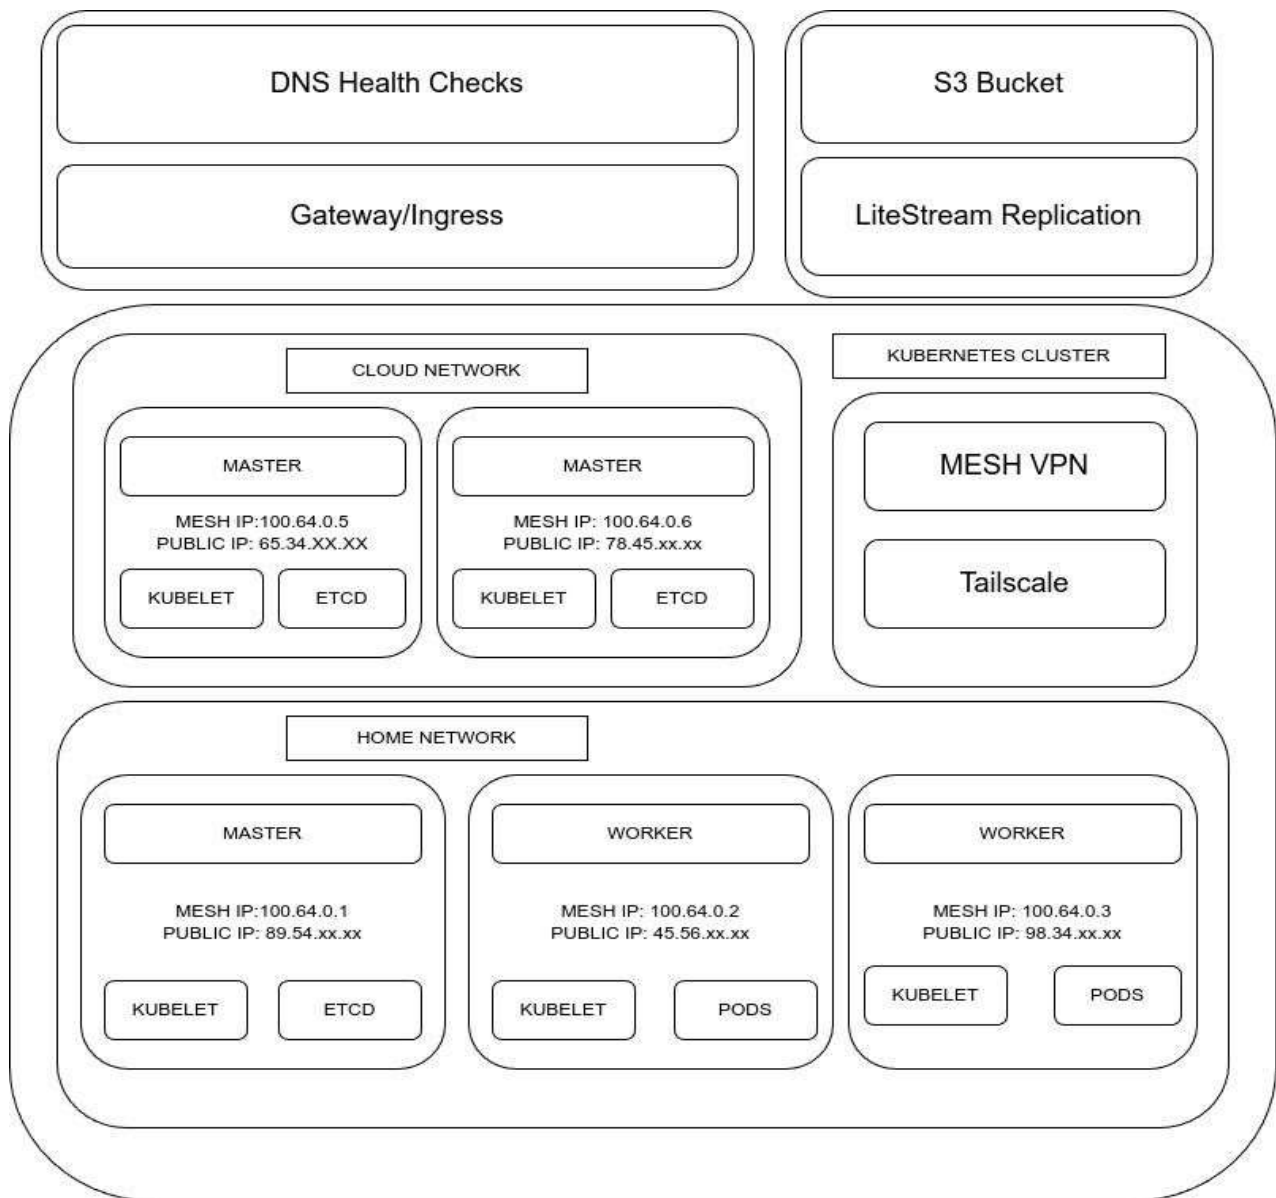 DNS Health Checks
Gateway/Ingress
S3 Bucket
LiteStream Replication
KUBERNETES CLUSTER
CLOUD NETWORK
MASTER
MESH IP:100.64.0.5
PUBLIC IP: 65.34.XX.XX
KUBELET
ETCD
MASTER
MESH IP: 100.64.0.6
PUBLIC IP: 78.45.xx.xx
KUBELET
ETCD
MESH VPN
Tailscale
HOME NETWORK
MASTER
MESH IP:100.64.0.1
PUBLIC IP: 89.54.xx.xx
KUBELET
ETCD
WORKER
MESH IP: 100.64.0.2
PUBLIC IP: 45.56.xx.xx
KUBELET
PODS
WORKER
MESH IP: 100.64.0.3
PUBLIC IP: 98.34.xx.xx
KUBELET
PODS